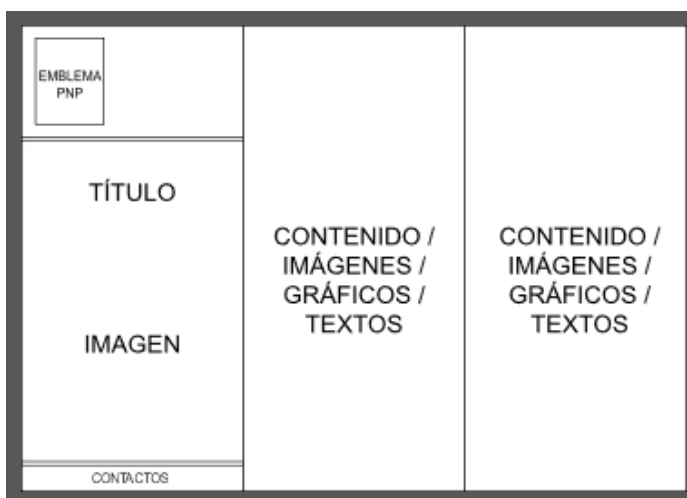 EMBLEMA
PNP
TÍTULO
IMAGEN
CONTACTOS
CONTENIDO /
IMÁGENES /
GRÁFICOS /
TEXTOS
CONTENIDO /
IMÁGENES /
GRÁFICOS /
TEXTOS